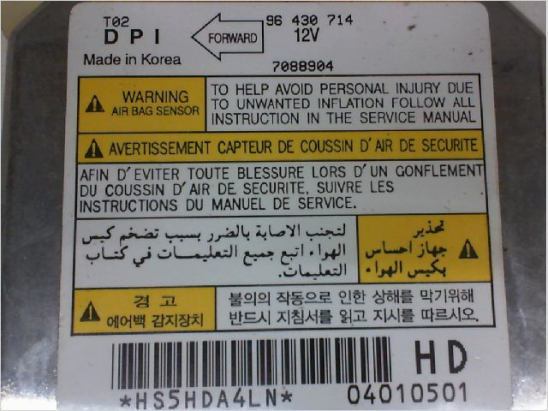 T02
DPI
FORWARD
96 430 714
12V
Made in Korea
7088904
WARNING
AIR BAG SENSOR
TO HELP AVOID PERSONAL INJURY DUE
TO UNWANTED INFLATION FOLLOW ALL
INSTRUCTION IN THE SERVICE MANUAL
AVERTISSEMENT CAPTEUR DE COUSSIN D'AIR DE SECURITE
AFIN D'EVITER TOUTE BLESSURE LORS D'UN GONFLEMENT
DU COUSSIN D'AIR DE SECURITE, SUIVRE LES
INSTRUCTIONS DU MANUEL DE SERVICE.
تحذير
جهاز احساس
بكيس الهواء
لتجنب الاصابة بالضرر بسبب تضخم كيس
الهواء اتبع جميع التعليمات في كتاب
التعليمات.
경 고
에어백 감지장치
불의의 작동으로 인한 상해를 막기위해
반드시 지침서를 읽고 지시를 따르시오.
HD
*HS5HDA4LN*
04010501